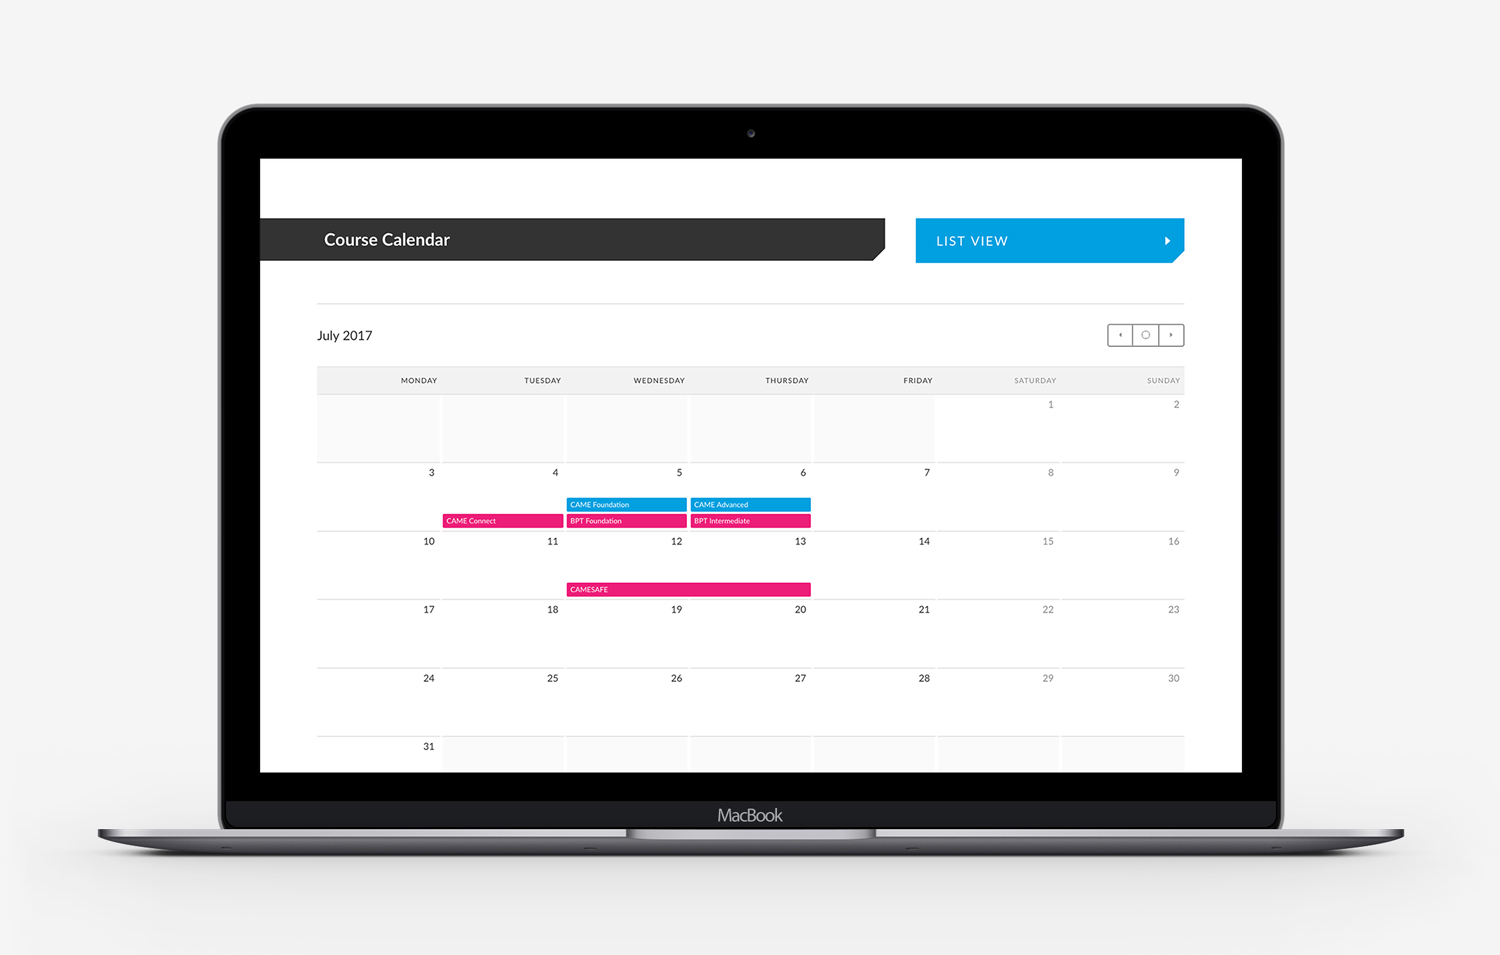 Course Calendar
LIST VIEW
July 2017
MONDAY TUESDAY WEDNESDAY THURSDAY FRIDAY SATURDAY SUNDAY
1 2
3 4 5 6 7 8 9
CAME Foundation CAME Advanced
CAME Connect BPT Foundation BPT Intermediate
10 11 12 13 14 15 16
CAMESAFE
17 18 19 20 21 22 23
24 25 26 27 28 29 30
31
MacBook